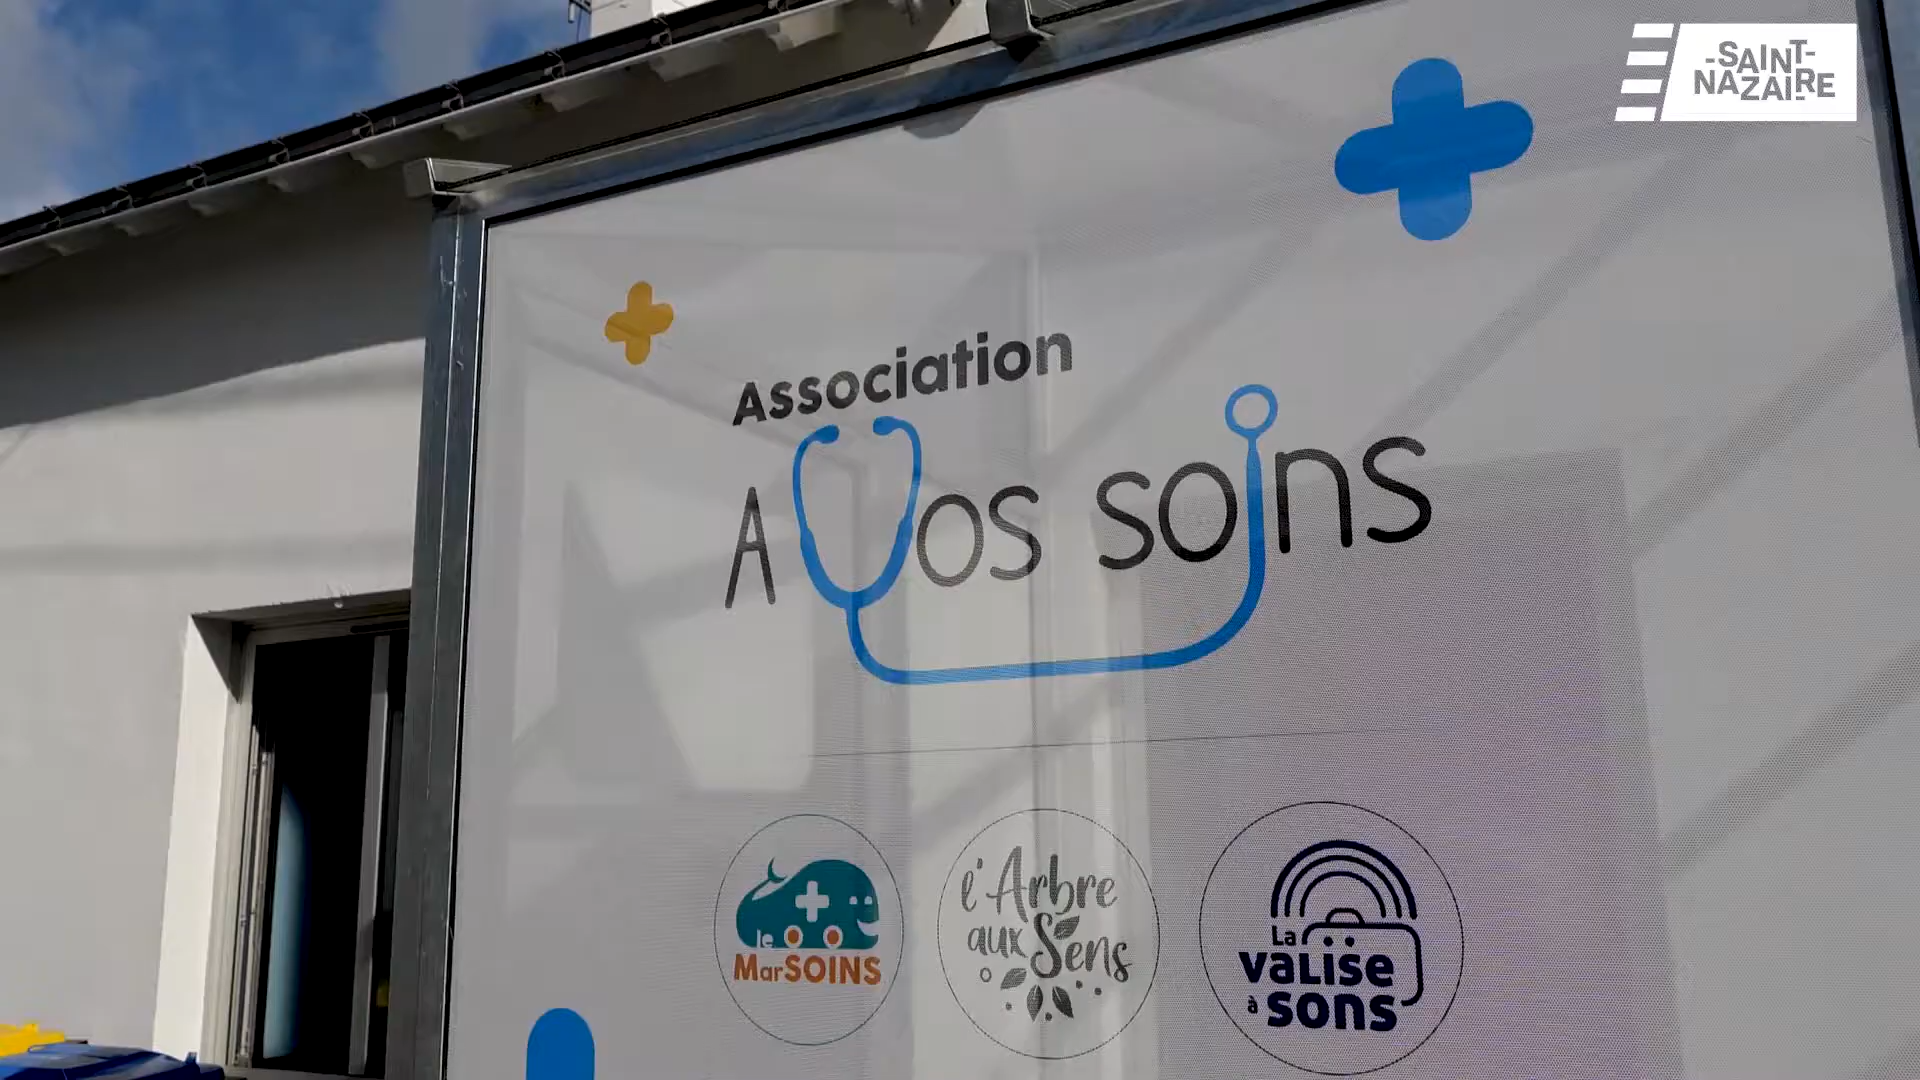 -SAINT-
NAZAIRE
Association
A vos soins
le
MarSOINS
l'Arbre
aux Sens
La
VALISE
à SONS